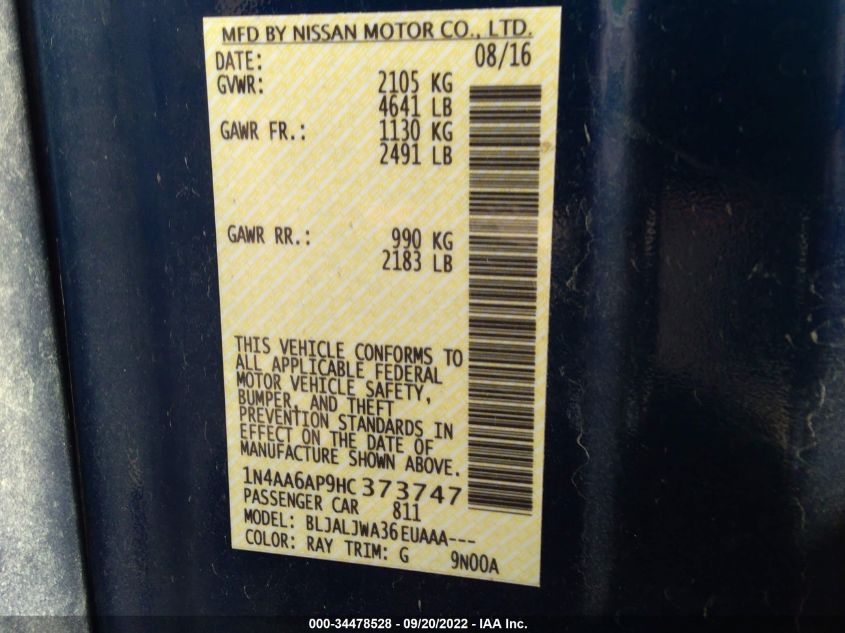 MFD BY NISSAN MOTOR CO., LTD.
DATE: 08/16
GVWR: 2105 KG
4641 LB
GAWR FR.: 1130 KG
2491 LB
GAWR RR.: 990 KG
2183 LB
THIS VEHICLE CONFORMS TO
ALL APPLICABLE FEDERAL
MOTOR VEHICLE SAFETY,
BUMPER, AND THEFT
PREVENTION STANDARDS IN
EFFECT ON THE DATE OF
MANUFACTURE SHOWN ABOVE.
1N4AA6AP9HC373747
PASSENGER CAR 811
MODEL: BLJALJWA36EUAAA---
COLOR: RAY TRIM: G 9N00A
000-34478528 - 09/20/2022 - IAA Inc.